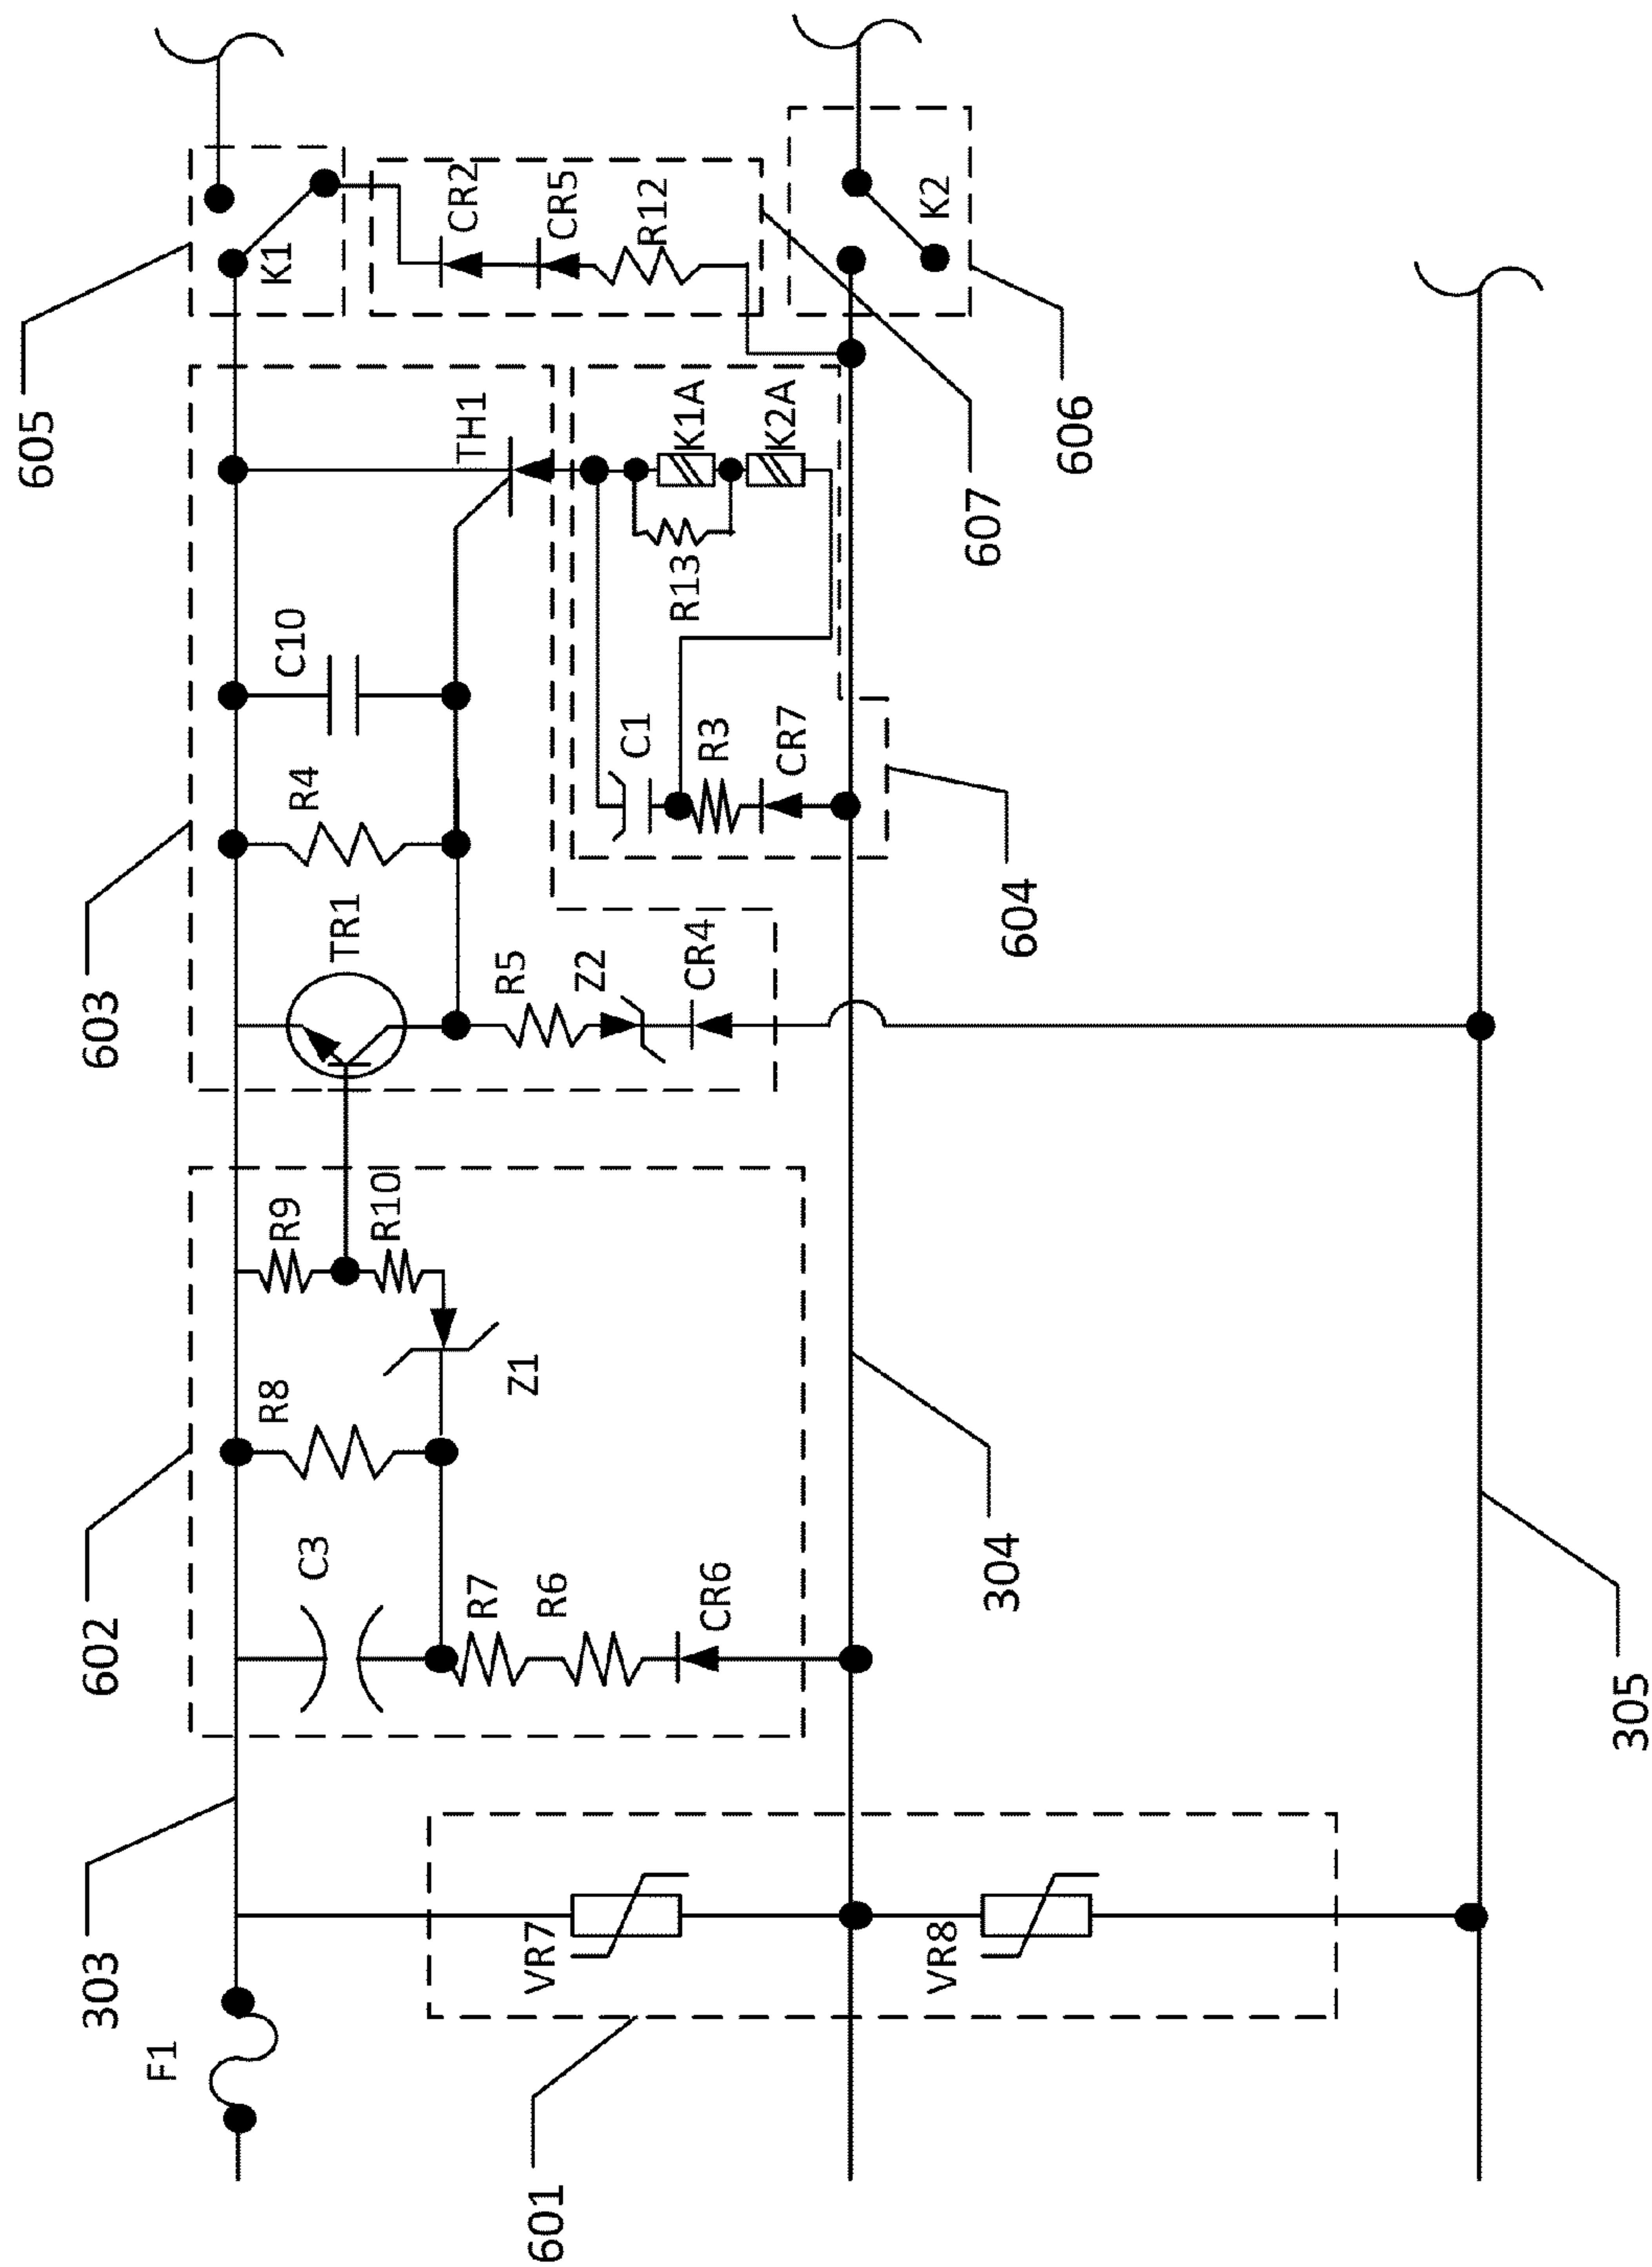 605
603
602
303
F1
K1
CR2
CR5
R12
K2
606
607
TH1
K1A
K2A
R13
C10
R4
TR1
C1
R3
CR7
604
R5
Z2
CR4
R9
R10
R8
Z1
C3
R7
R6
CR6
304
305
VR7
VR8
601